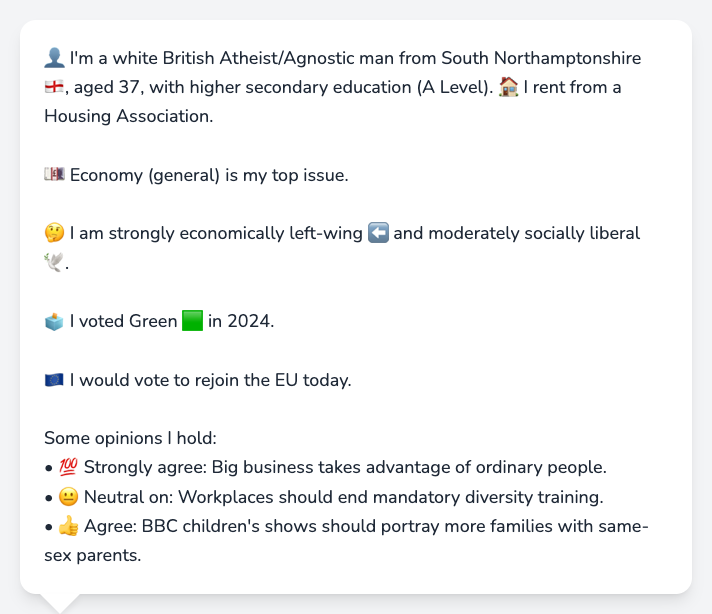 👤 I'm a white British Atheist/Agnostic man from South Northamptonshire
🏴󠁧󠁢󠁥󠁮󠁧󠁿, aged 37, with higher secondary education (A Level). 🏠 I rent from a
Housing Association.
💷 Economy (general) is my top issue.
🤔 I am strongly economically left-wing ⬅️ and moderately socially liberal
🕊️.
🗳️ I voted Green 🟩 in 2024.
🇪🇺 I would vote to rejoin the EU today.
Some opinions I hold:
• 💯 Strongly agree: Big business takes advantage of ordinary people.
• 😐 Neutral on: Workplaces should end mandatory diversity training.
• 👍 Agree: BBC children's shows should portray more families with same-
sex parents.